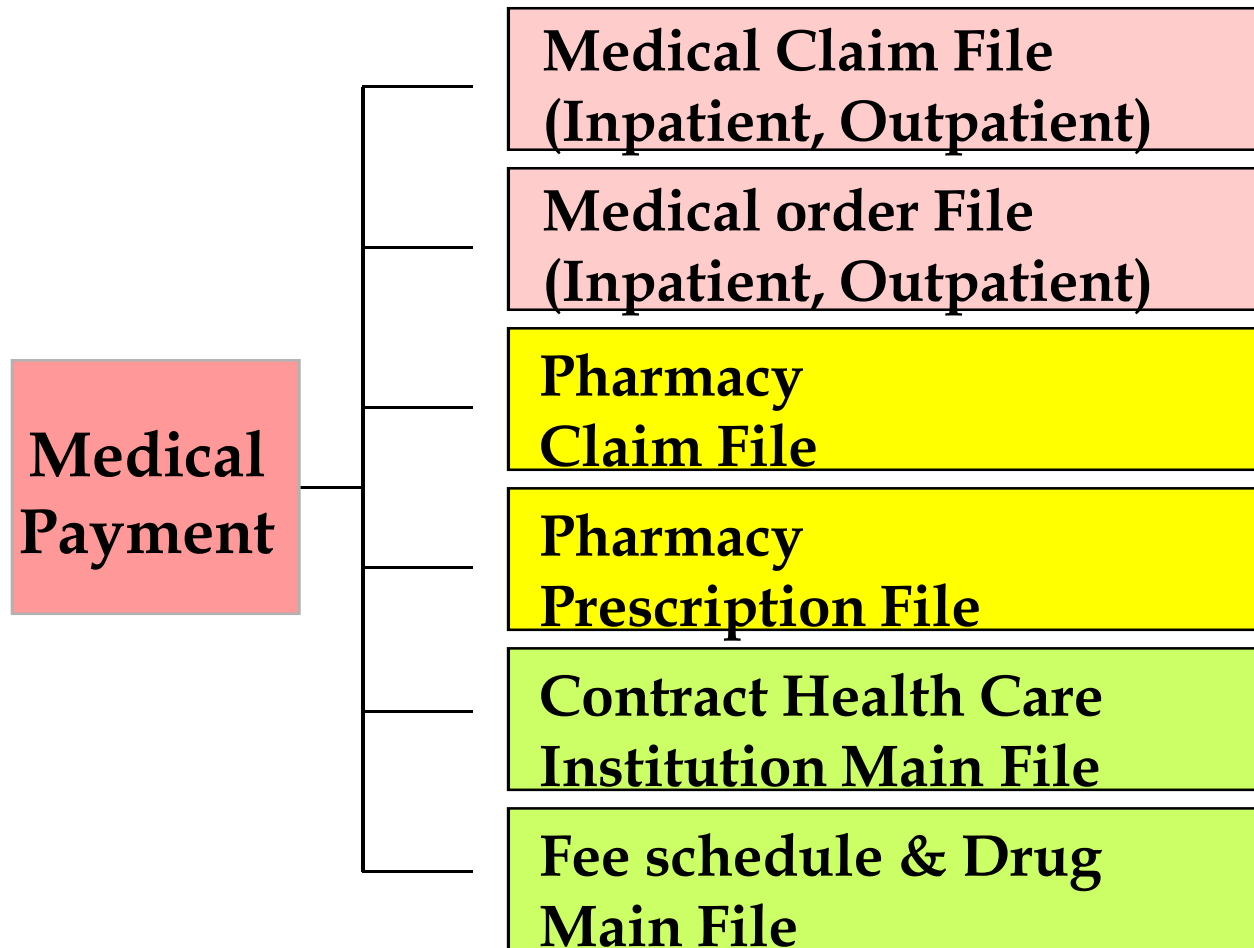 Medical Claim File
(Inpatient, Outpatient)
Medical order File
(Inpatient, Outpatient)
Pharmacy
Claim File
Medical
Payment
Pharmacy
Prescription File
Contract Health Care
Institution Main File
Fee schedule & Drug
Main File